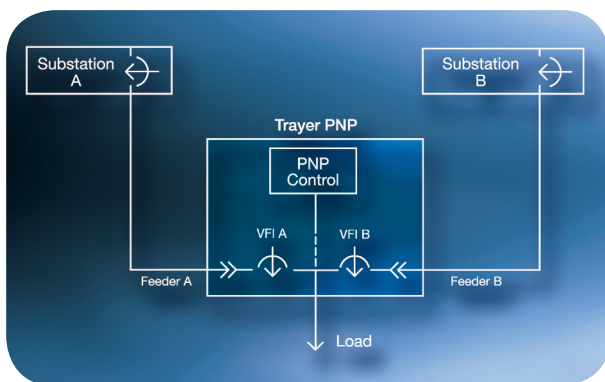 Substation
A
Substation
B
Trayer PNP
PNP
Control
VFI A
VFI B
Feeder A
Feeder B
Load